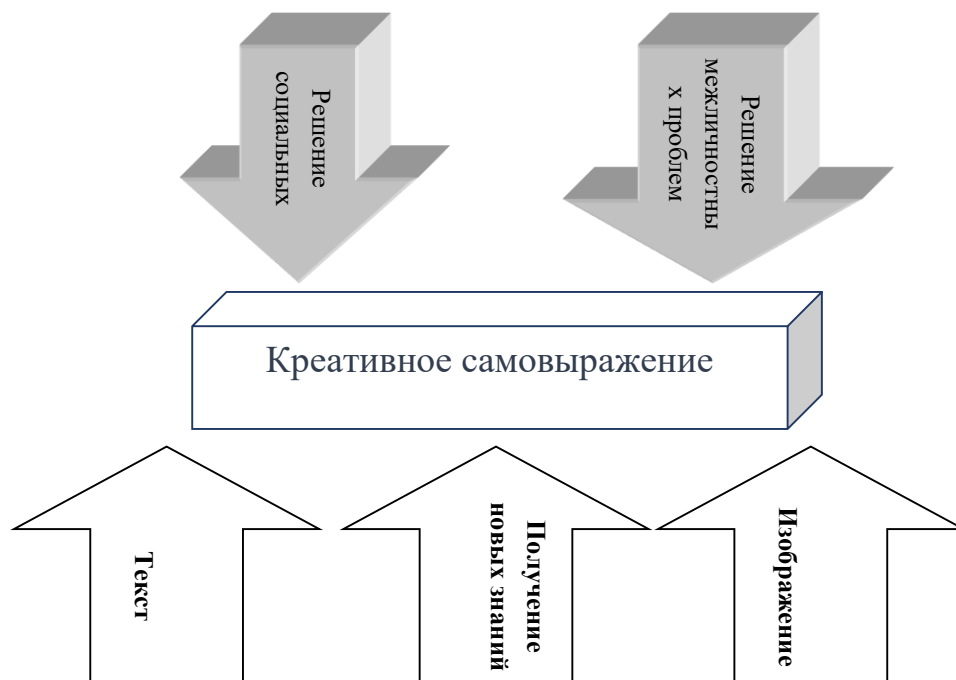 Решение
социальных
Решение
межличностны
х проблем
Креативное самовыражение
Текст
Получение
новых знаний
Изображение